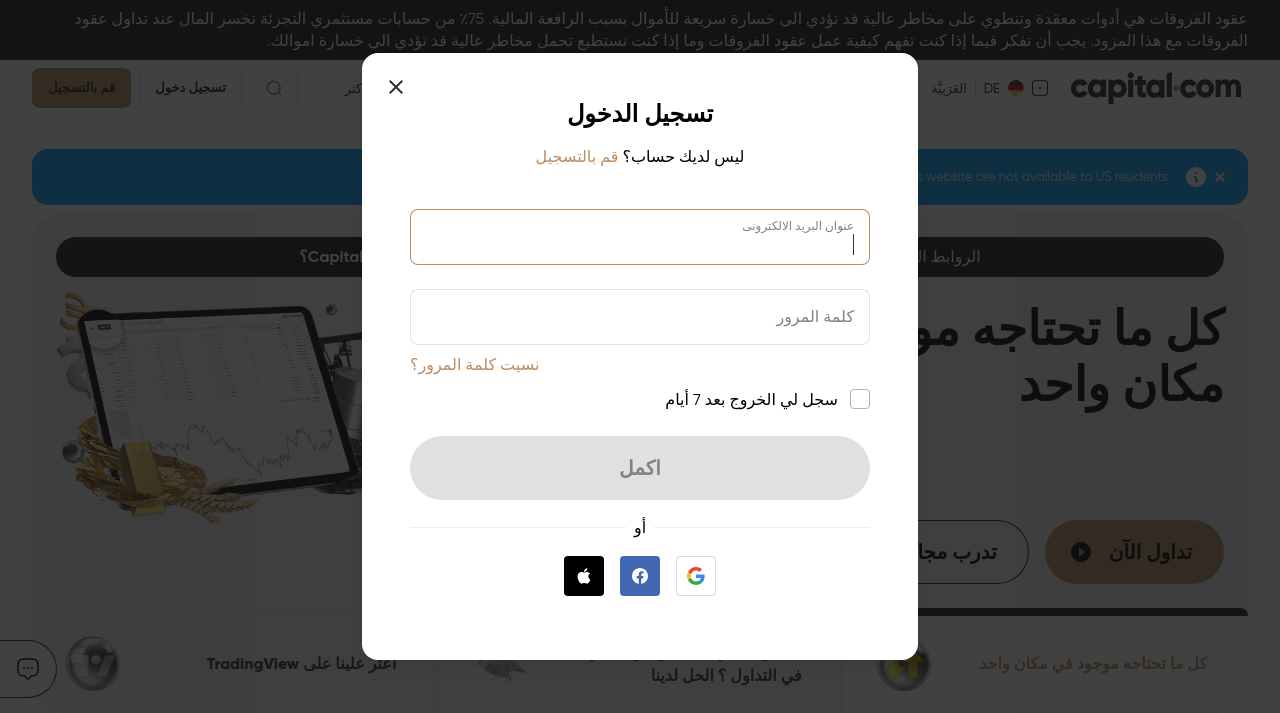 عقود الفروقات هي أدوات معقدة وتنطوي على مخاطر عالية قد تؤدي الى خسارة سريعة للأموال بسبب الرافعة المالية. 75٪ من حسابات مستثمري التجزئة تخسر المال عند تداول عقود
الفروقات مع هذا المزود. يجب أن تفكر فيما إذا كنت تفهم كيفية عمل عقود الفروقات وما إذا كنت تستطيع تحمل مخاطر عالية قد تؤدي الى خسارة اموالك.
capital.com
DE
العَرَبيَّة
تسجيل دخول
قم بالتسجيل
website are not available to US residents
الروابط
Capital؟
كل ما تحتاجه
مكان واحد
تداول الآن
تدرب
كل ما تحتاجه موجود في مكان واحد
في التداول ؟ الحل لدينا
اعثر علينا على TradingView
تسجيل الدخول
ليس لديك حساب؟ قم بالتسجيل
عنوان البريد الالكترونى
كلمة المرور
نسيت كلمة المرور؟
سجل لي الخروج بعد 7 أيام
اكمل
أو